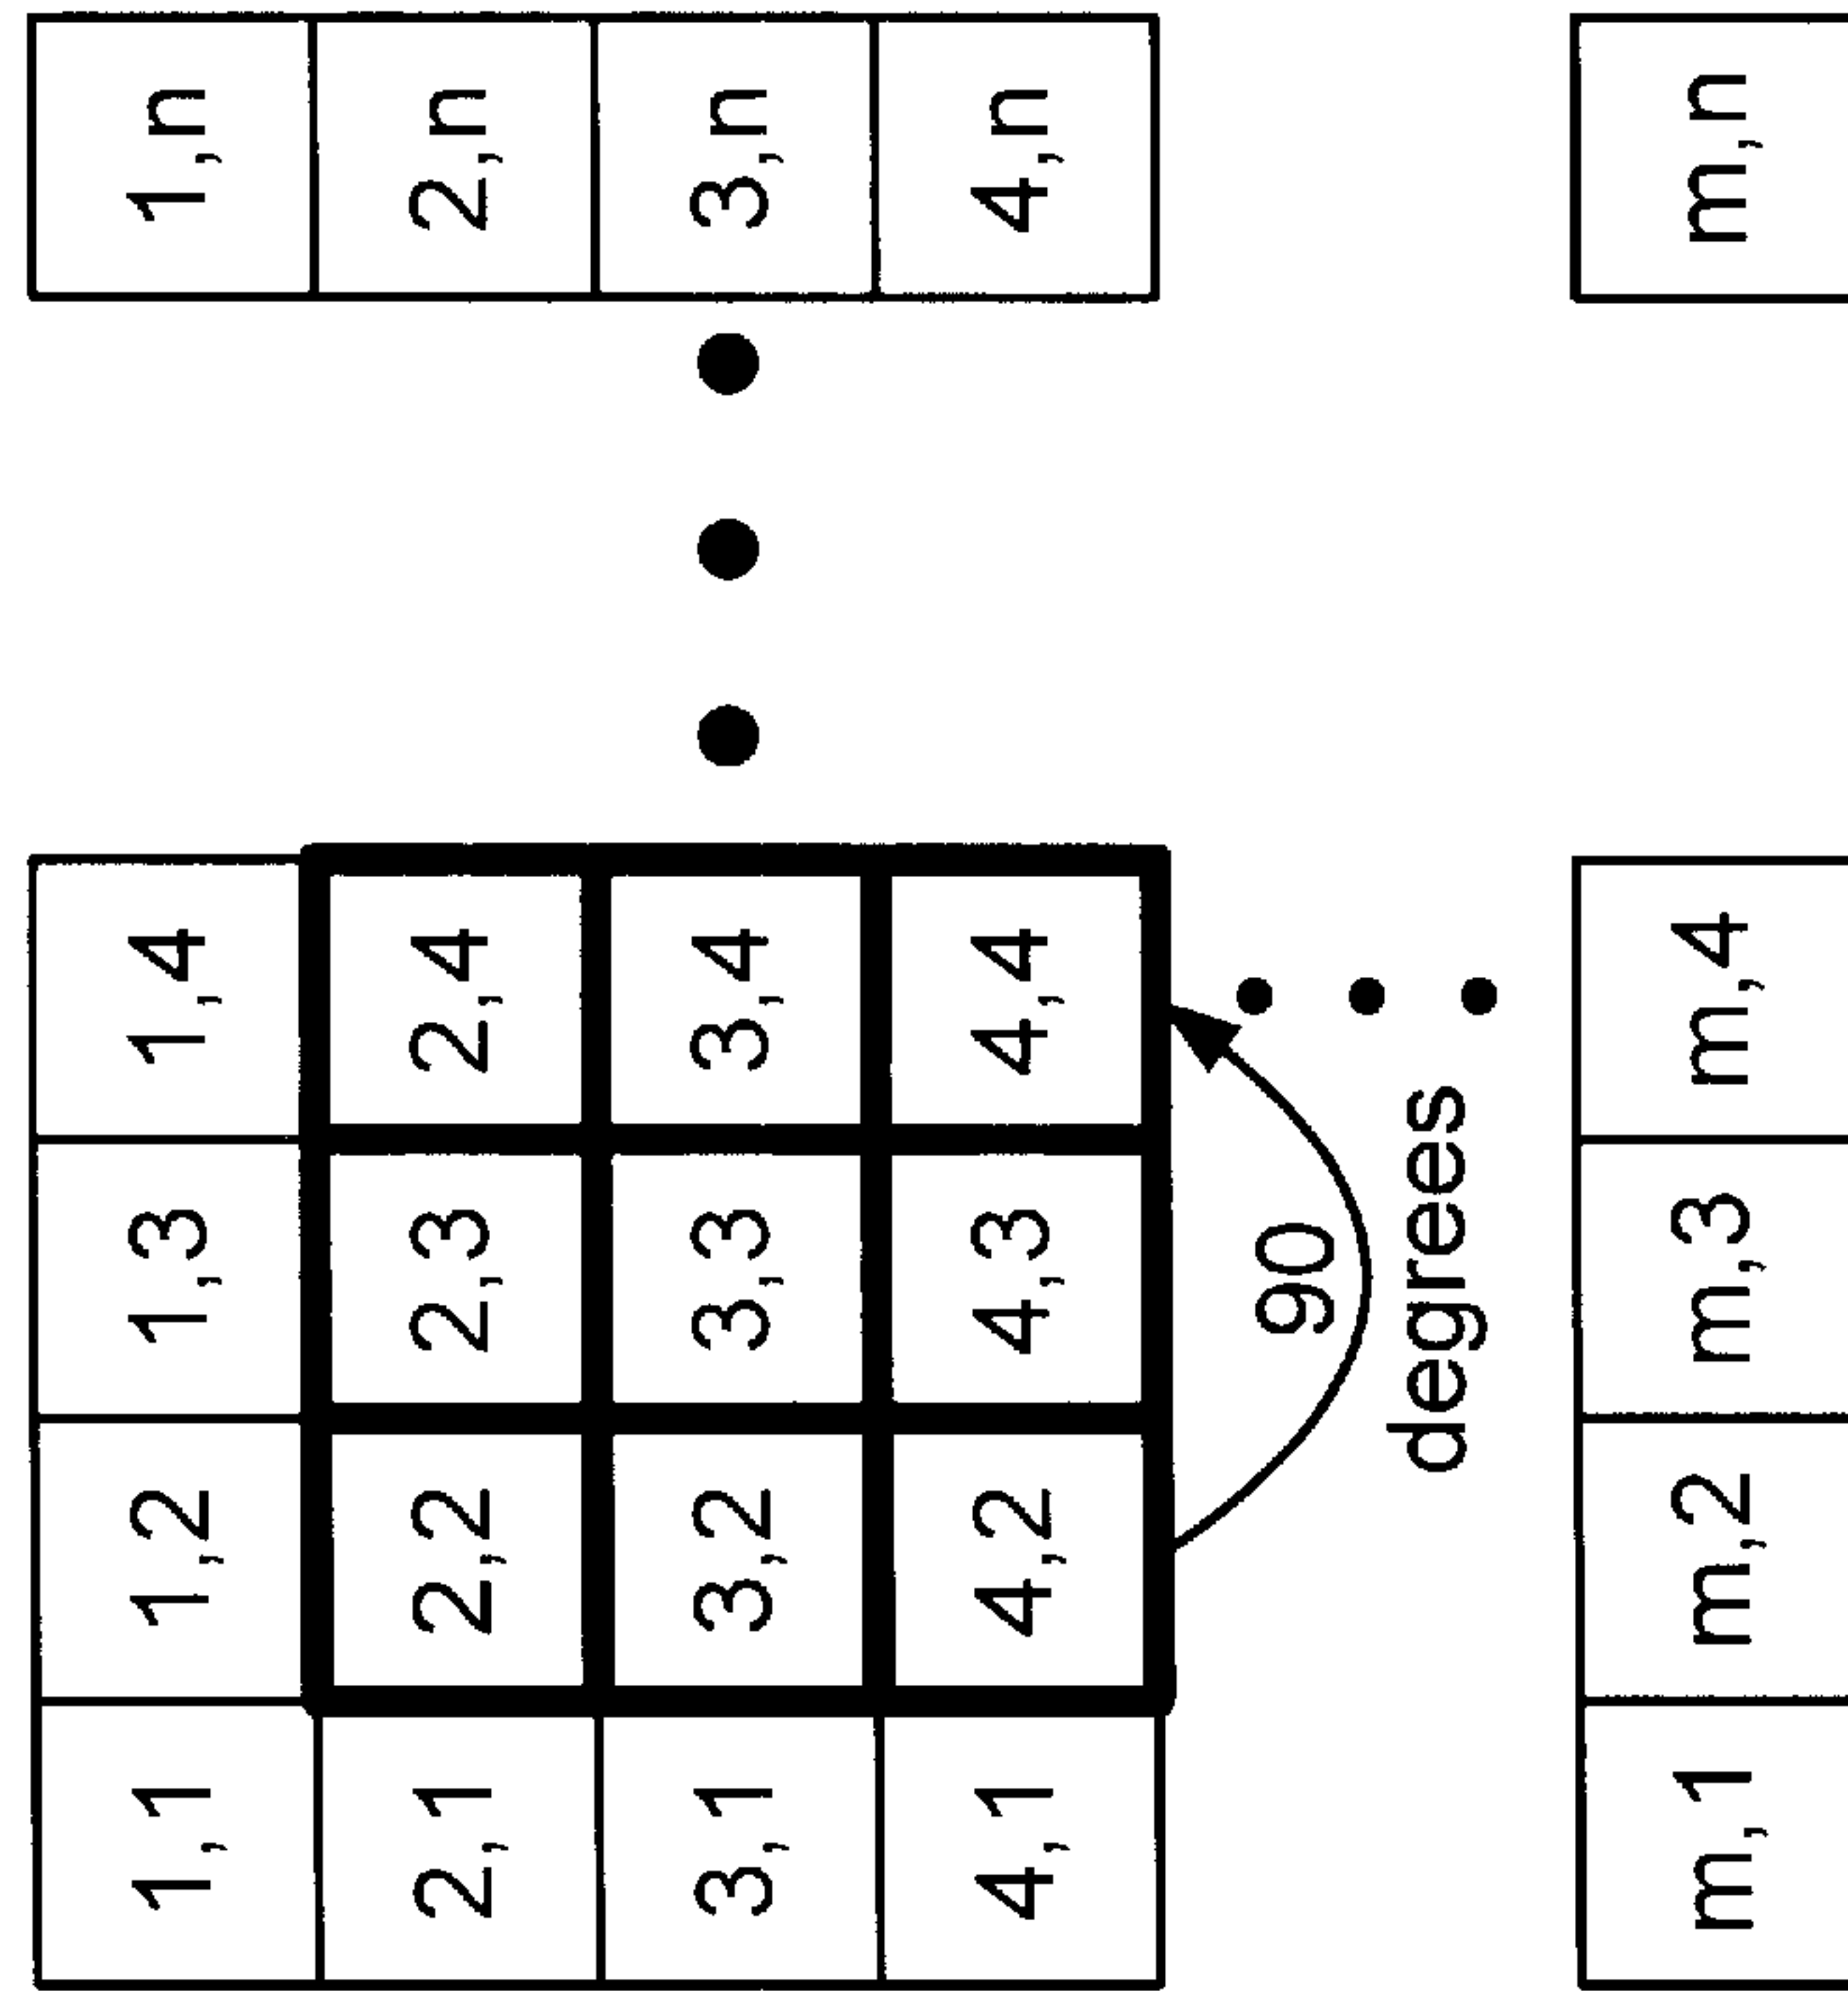 1,1 1,2 1,3 1,4 1,n
2,1 2,2 2,3 2,4 2,n
3,1 3,2 3,3 3,4 3,n
4,1 4,2 4,3 4,4 4,n
90
degrees
m,1 m,2 m,3 m,4 m,n